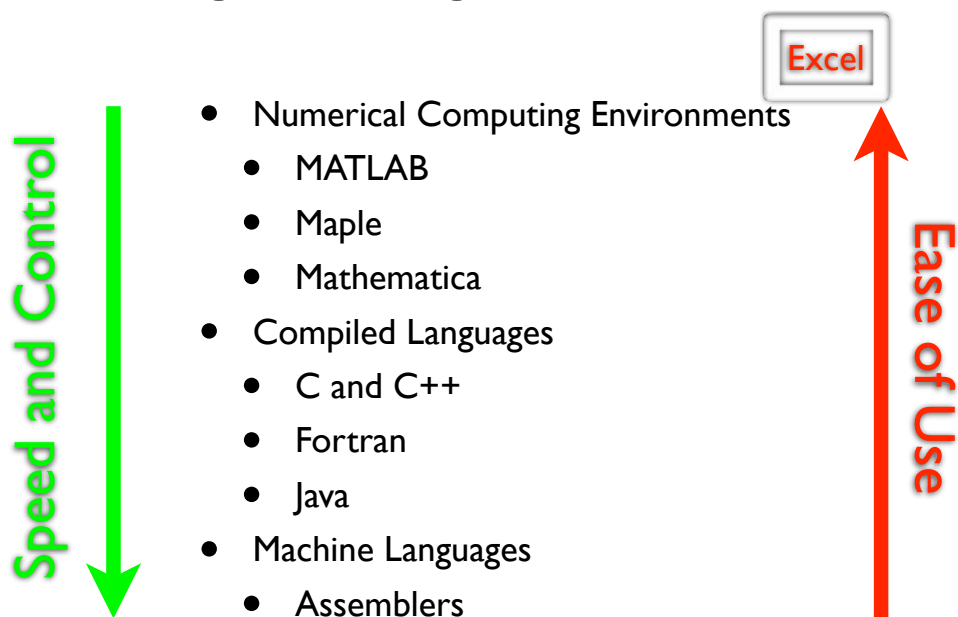 Excel
Speed and Control
• Numerical Computing Environments
• MATLAB
• Maple
• Mathematica
• Compiled Languages
• C and C++
• Fortran
• Java
• Machine Languages
• Assemblers
Ease of Use